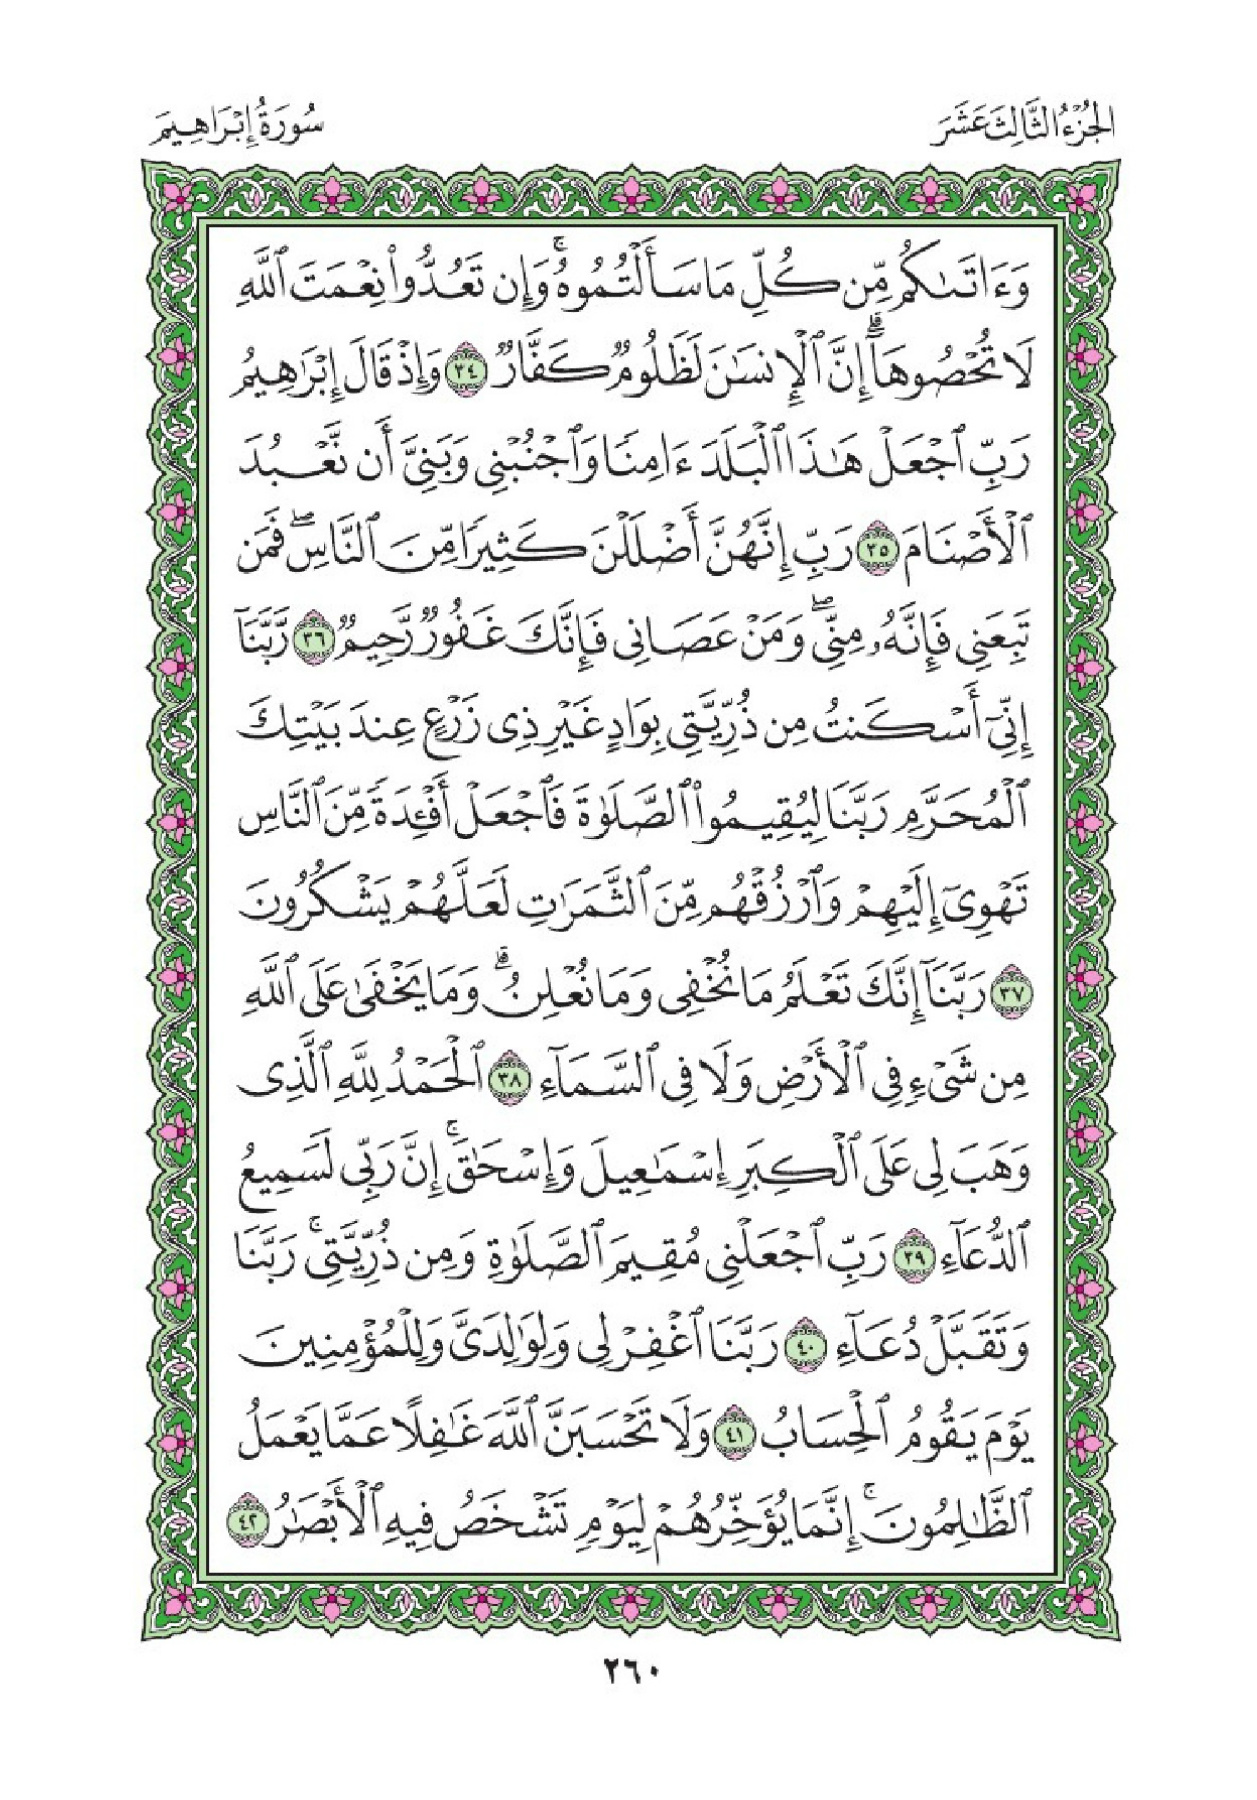 الجُزْءُ الثَّالِثَ عَشَرَ
سُورَةُ إِبْرَاهِيمَ
وَءَاتَىٰكُم مِّن كُلِّ مَا سَأَلْتُمُوهُۚ وَإِن تَعُدُّوا۟ نِعْمَتَ ٱللَّهِ
لَا تُحْصُوهَآۗ إِنَّ ٱلْإِنسَٰنَ لَظَلُومٌ كَفَّارٌ ٣٤ وَإِذْ قَالَ إِبْرَٰهِيمُ
رَبِّ ٱجْعَلْ هَٰذَا ٱلْبَلَدَ ءَامِنًا وَٱجْنُبْنِى وَبَنِىَّ أَن نَّعْبُدَ
ٱلْأَصْنَامَ ٣٥ رَبِّ إِنَّهُنَّ أَضْلَلْنَ كَثِيرًا مِّنَ ٱلنَّاسِۖ فَمَن
تَبِعَنِى فَإِنَّهُۥ مِنِّىۖ وَمَنْ عَصَانِى فَإِنَّكَ غَفُورٌ رَّحِيمٌ ٣٦ رَّبَّنَآ
إِنِّىٓ أَسْكَنتُ مِن ذُرِّيَّتِى بِوَادٍ غَيْرِ ذِى زَرْعٍ عِندَ بَيْتِكَ
ٱلْمُحَرَّمِ رَبَّنَا لِيُقِيمُوا۟ ٱلصَّلَوٰةَ فَٱجْعَلْ أَفْـِٔدَةً مِّنَ ٱلنَّاسِ
تَهْوِىٓ إِلَيْهِمْ وَٱرْزُقْهُم مِّنَ ٱلثَّمَرَٰتِ لَعَلَّهُمْ يَشْكُرُونَ
٣٧ رَبَّنَآ إِنَّكَ تَعْلَمُ مَا نُخْفِى وَمَا نُعْلِنُۗ وَمَا يَخْفَىٰ عَلَى ٱللَّهِ
مِن شَىْءٍ فِى ٱلْأَرْضِ وَلَا فِى ٱلسَّمَآءِ ٣٨ ٱلْحَمْدُ لِلَّهِ ٱلَّذِى
وَهَبَ لِى عَلَى ٱلْكِبَرِ إِسْمَٰعِيلَ وَإِسْحَٰقَۚ إِنَّ رَبِّى لَسَمِيعُ
ٱلدُّعَآءِ ٣٩ رَبِّ ٱجْعَلْنِى مُقِيمَ ٱلصَّلَوٰةِ وَمِن ذُرِّيَّتِىۚ رَبَّنَا
وَتَقَبَّلْ دُعَآءِ ٤٠ رَبَّنَا ٱغْفِرْ لِى وَلِوَٰلِدَىَّ وَلِلْمُؤْمِنِينَ
يَوْمَ يَقُومُ ٱلْحِسَابُ ٤١ وَلَا تَحْسَبَنَّ ٱللَّهَ غَٰفِلًا عَمَّا يَعْمَلُ
ٱلظَّٰلِمُونَۚ إِنَّمَا يُؤَخِّرُهُمْ لِيَوْمٍ تَشْخَصُ فِيهِ ٱلْأَبْصَٰرُ ٤٢
٢٦٠